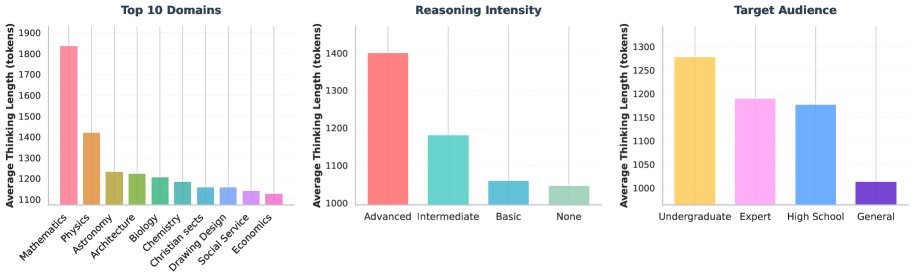 Top 10 Domains
Average Thinking Length (tokens)
1900
1800
1700
1600
1500
1400
1300
1200
1100
Mathematics
Physics
Astronomy
Architecture
Biology
Chemistry
Christian sects
Drawing Design
Social Service
Economics
Reasoning Intensity
Average Thinking Length (tokens)
1400
1300
1200
1100
1000
Advanced Intermediate Basic None
Target Audience
Average Thinking Length (tokens)
1300
1250
1200
1150
1100
1050
1000
Undergraduate Expert High School General